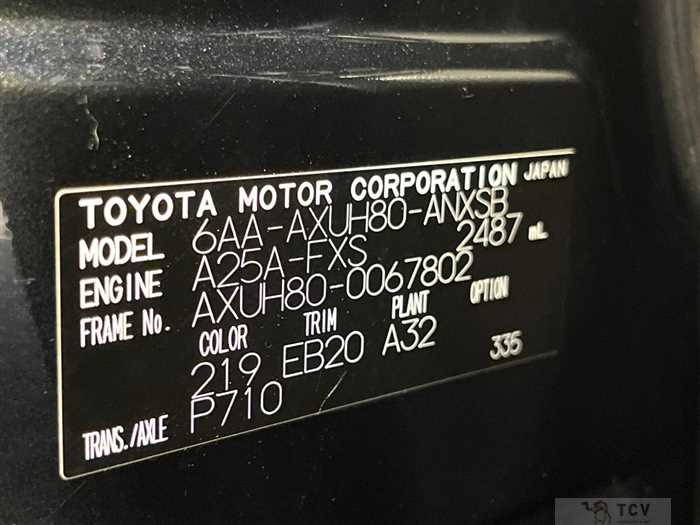 TOYOTA MOTOR CORPORATION JAPAN
MODEL 6AA-AXUH80-ANXSB
ENGINE A25A-FXS 2487 mL
FRAME No. AXUH80-0067802
COLOR TRIM PLANT OPTION
219 EB20 A32 335
TRANS./AXLE P710
TCV